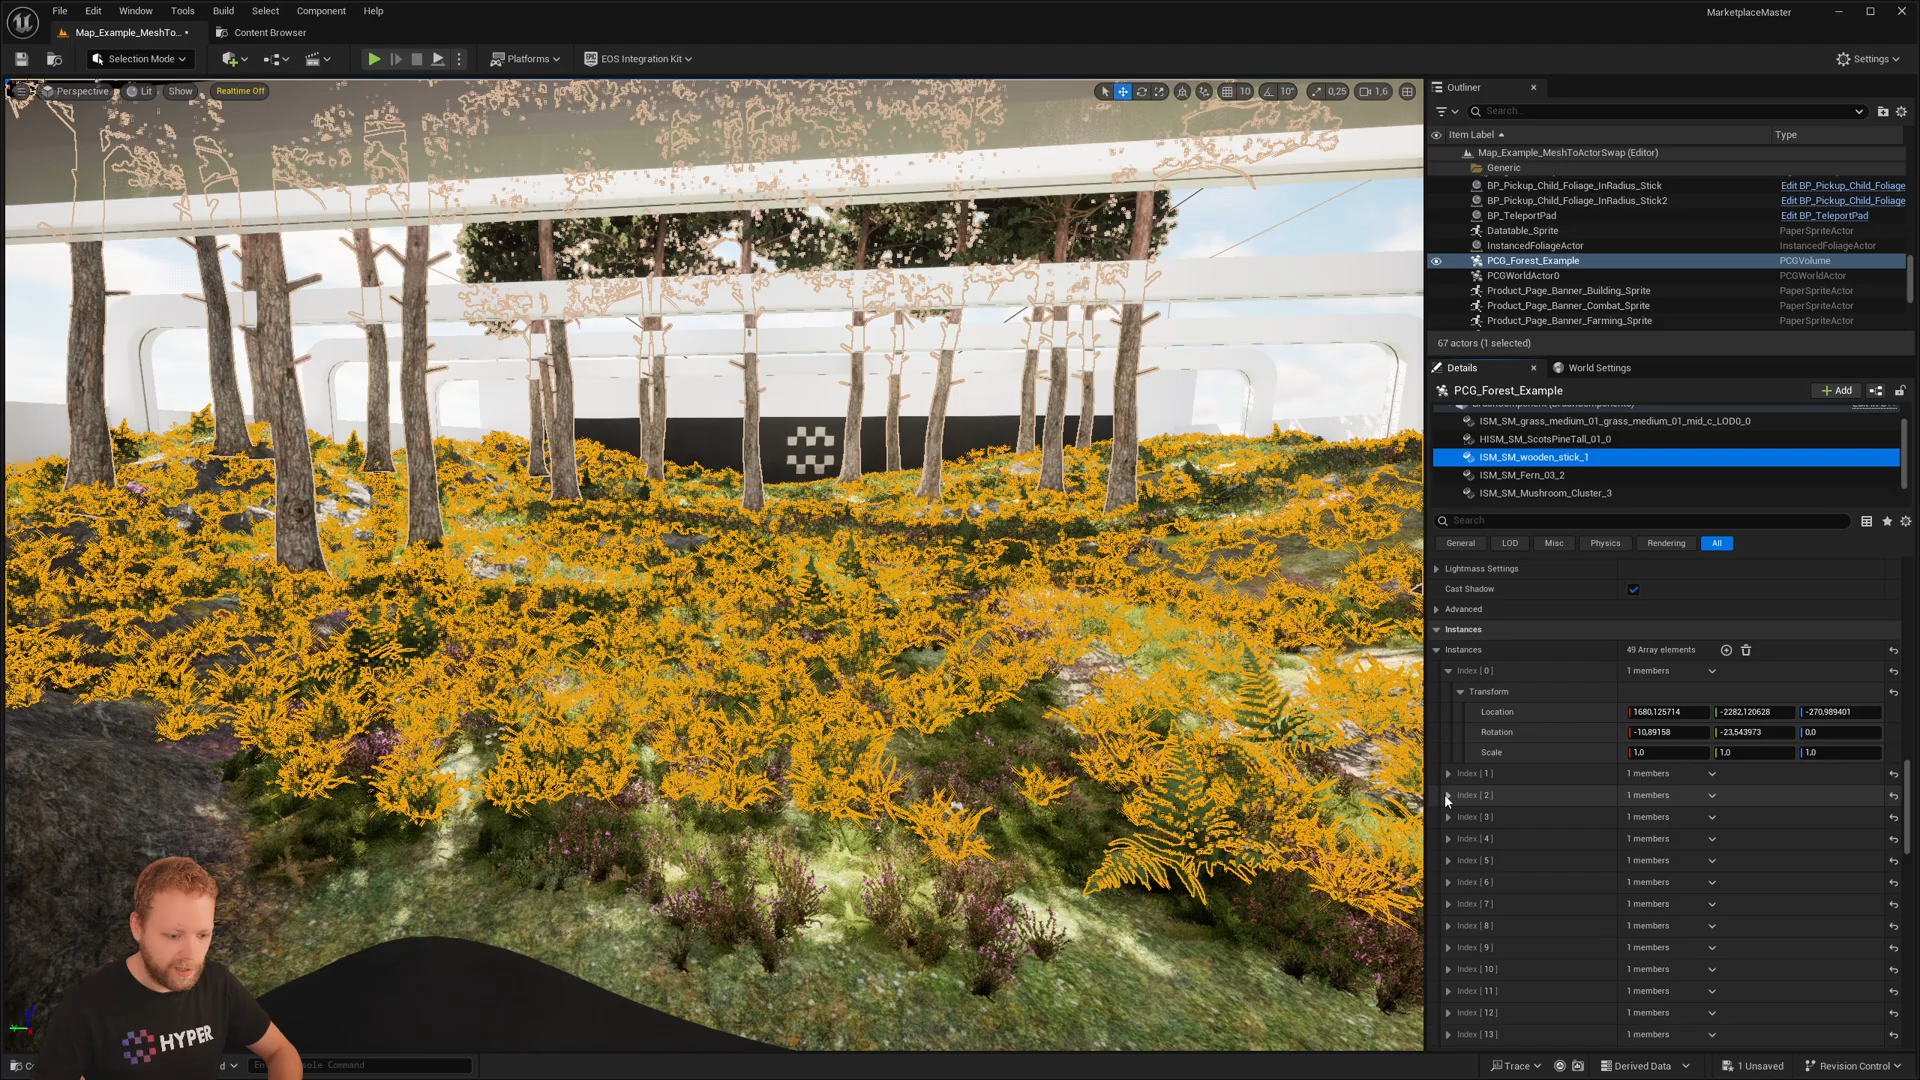 File Edit Window Tools Build Select Component Help
MarketplaceMaster
Map_Example_MeshTo... •
Content Browser
Selection Mode
Platforms
EOS Integration Kit
Settings
Perspective Lit Show Realtime Off
10 10° 0,25 1,6
Outliner
Search...
Item Label Type
Map_Example_MeshToActorSwap (Editor)
Generic
BP_Pickup_Child_Foliage_InRadius_Stick Edit BP_Pickup_Child_Foliage
BP_Pickup_Child_Foliage_InRadius_Stick2 Edit BP_Pickup_Child_Foliage
BP_TeleportPad Edit BP_TeleportPad
Datatable_Sprite PaperSpriteActor
InstancedFoliageActor InstancedFoliageActor
PCG_Forest_Example PCGVolume
PCGWorldActor0 PCGWorldActor
Product_Page_Banner_Building_Sprite PaperSpriteActor
Product_Page_Banner_Combat_Sprite PaperSpriteActor
Product_Page_Banner_Farming_Sprite PaperSpriteActor
67 actors (1 selected)
Details
World Settings
PCG_Forest_Example
Add
ISM_SM_grass_medium_01_grass_medium_01_mid_c_LOD0_0
HISM_SM_ScotsPineTall_01_0
ISM_SM_wooden_stick_1
ISM_SM_Fern_03_2
ISM_SM_Mushroom_Cluster_3
Search
General LOD Misc Physics Rendering All
Lightmass Settings
Cast Shadow
Advanced
Instances
Instances 49 Array elements
Index [ 0 ] 1 members
Transform
Location 1680,125714 -2282,120628 -270,989401
Rotation -10,89158 -23,543973 0,0
Scale 1,0 1,0 1,0
Index [ 1 ] 1 members
Index [ 2 ] 1 members
Index [ 3 ] 1 members
Index [ 4 ] 1 members
Index [ 5 ] 1 members
Index [ 6 ] 1 members
Index [ 7 ] 1 members
Index [ 8 ] 1 members
Index [ 9 ] 1 members
Index [ 10 ] 1 members
Index [ 11 ] 1 members
Index [ 12 ] 1 members
Index [ 13 ] 1 members
HYPER
Console Command
Trace
Derived Data
1 Unsaved
Revision Control